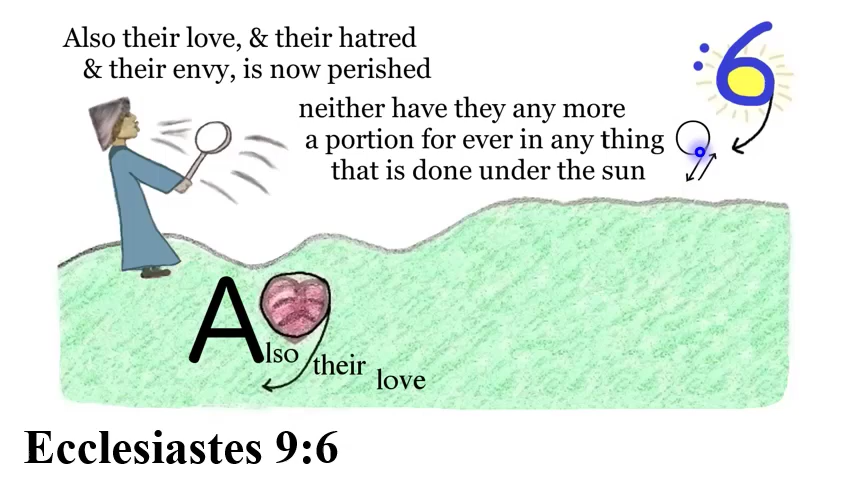 Also their love, & their hatred
& their envy, is now perished
neither have they any more
a portion for ever in any thing
that is done under the sun
:6
Also their love
Ecclesiastes 9:6